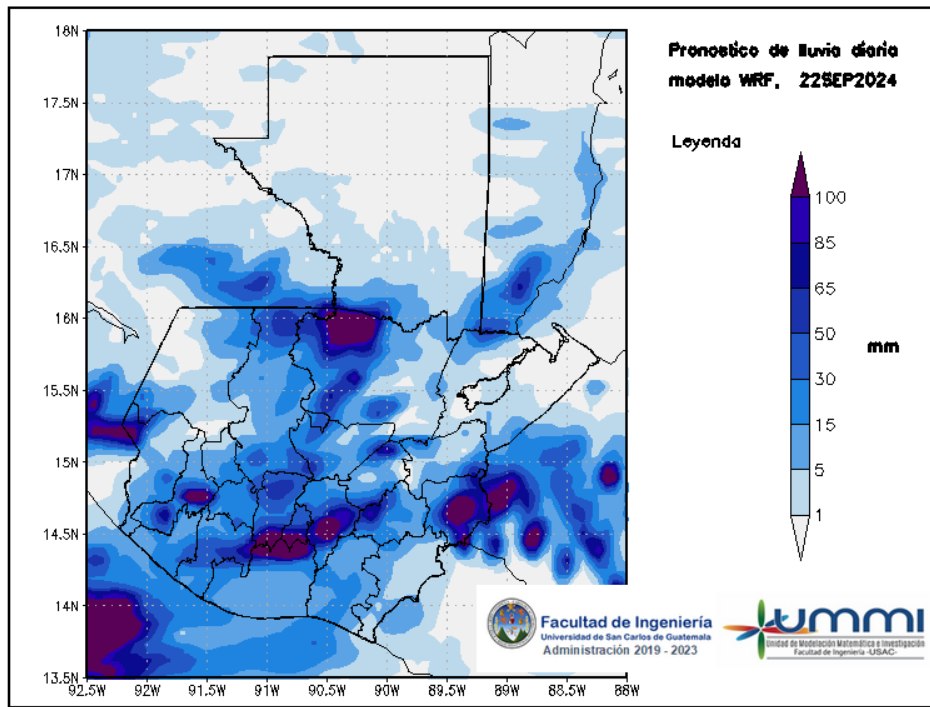 Pronostico de lluvia diaria
modelo WRF, 22SEP2024
Leyenda
100
85
65
50
30
15
5
1
mm
18N
17.5N
17N
16.5N
16N
15.5N
15N
14.5N
14N
13.5N
92.5W
92W
91.5W
91W
90.5W
90W
89.5W
89W
88.5W
88W
Facultad de Ingeniería
Universidad de San Carlos de Guatemala
Administración 2019 - 2023
UMMI
Unidad de Modelación Matemática e Investigación
Facultad de Ingeniería -USAC-